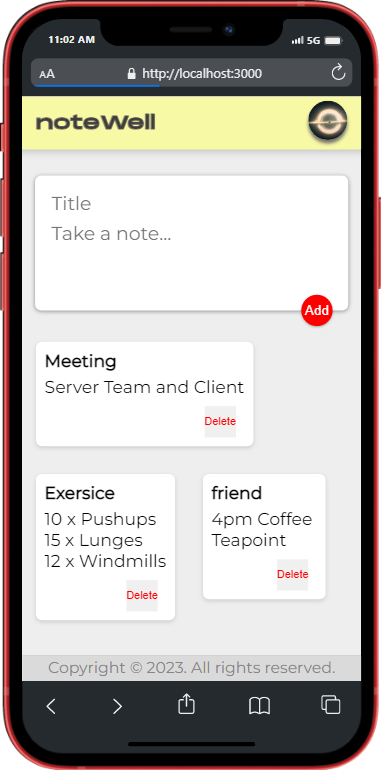 11:02 AM
5G
AA
http://localhost:3000
noteWell
Title
Take a note...
Add
Meeting
Server Team and Client
Delete
Exersice
10 x Pushups
15 x Lunges
12 x Windmills
Delete
friend
4pm Coffee
Teapoint
Delete
Copyright © 2023. All rights reserved.